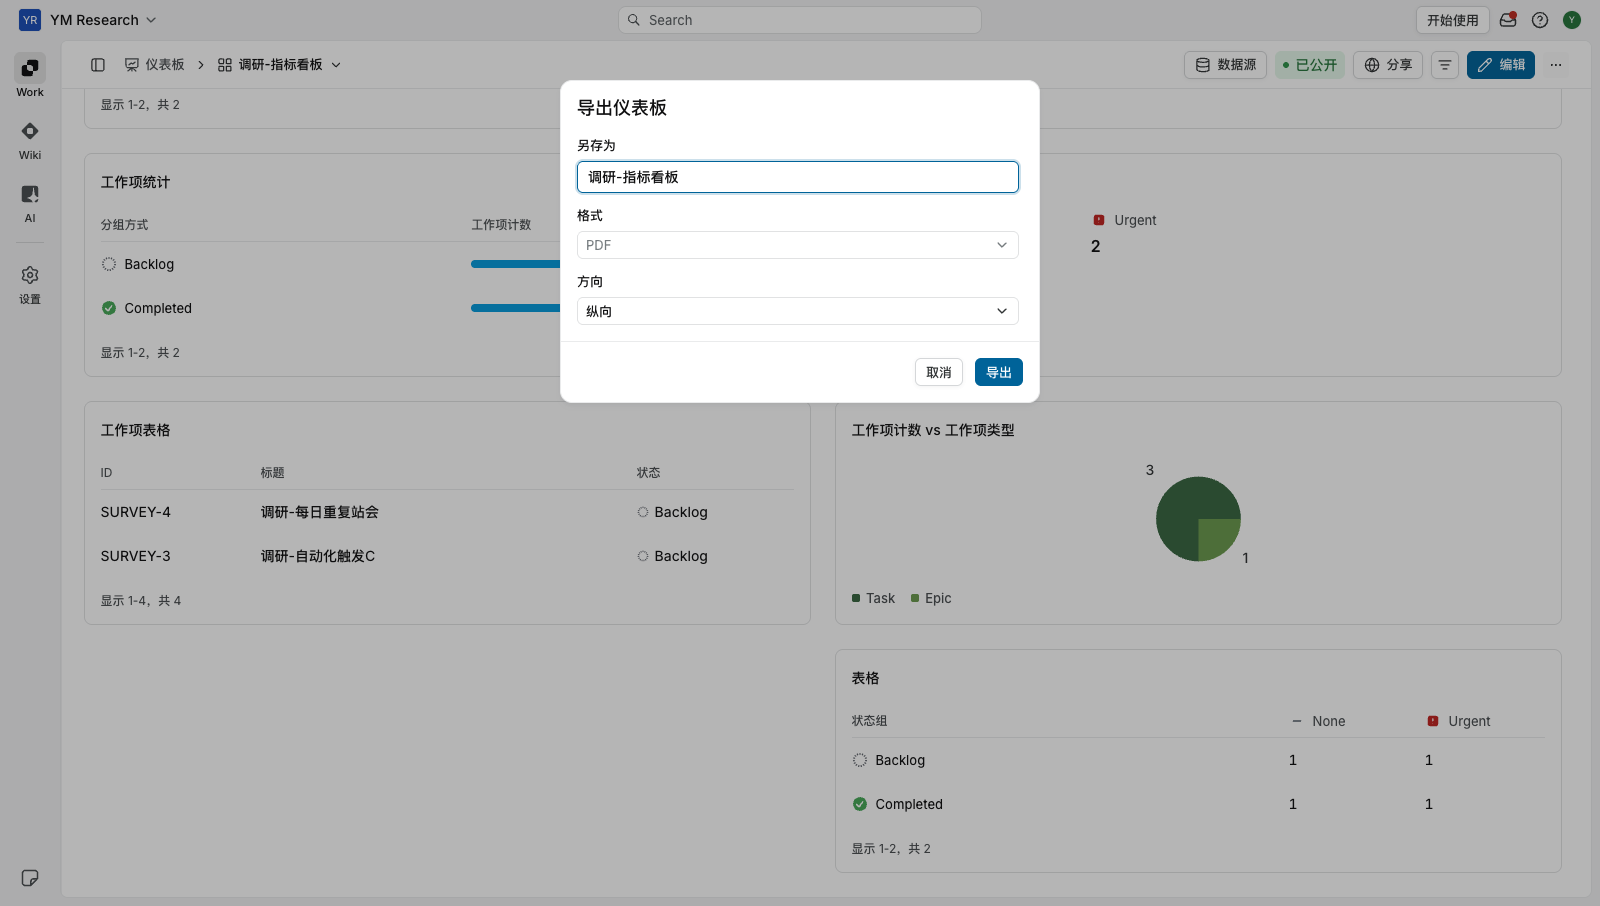 YR YM Research
Search
开始使用
Y
Work
Wiki
AI
设置
仪表板
调研-指标看板
数据源
已公开
分享
编辑
显示 1-2，共 2
导出仪表板
另存为
调研-指标看板
格式
PDF
方向
纵向
取消
导出
工作项统计
分组方式 工作项计数
Backlog
Completed
显示 1-2，共 2
Urgent
2
工作项表格
ID 标题 状态
SURVEY-4 调研-每日重复站会 Backlog
SURVEY-3 调研-自动化触发C Backlog
显示 1-4，共 4
工作项计数 vs 工作项类型
3
1
Task Epic
表格
状态组 None Urgent
Backlog 1 1
Completed 1 1
显示 1-2，共 2